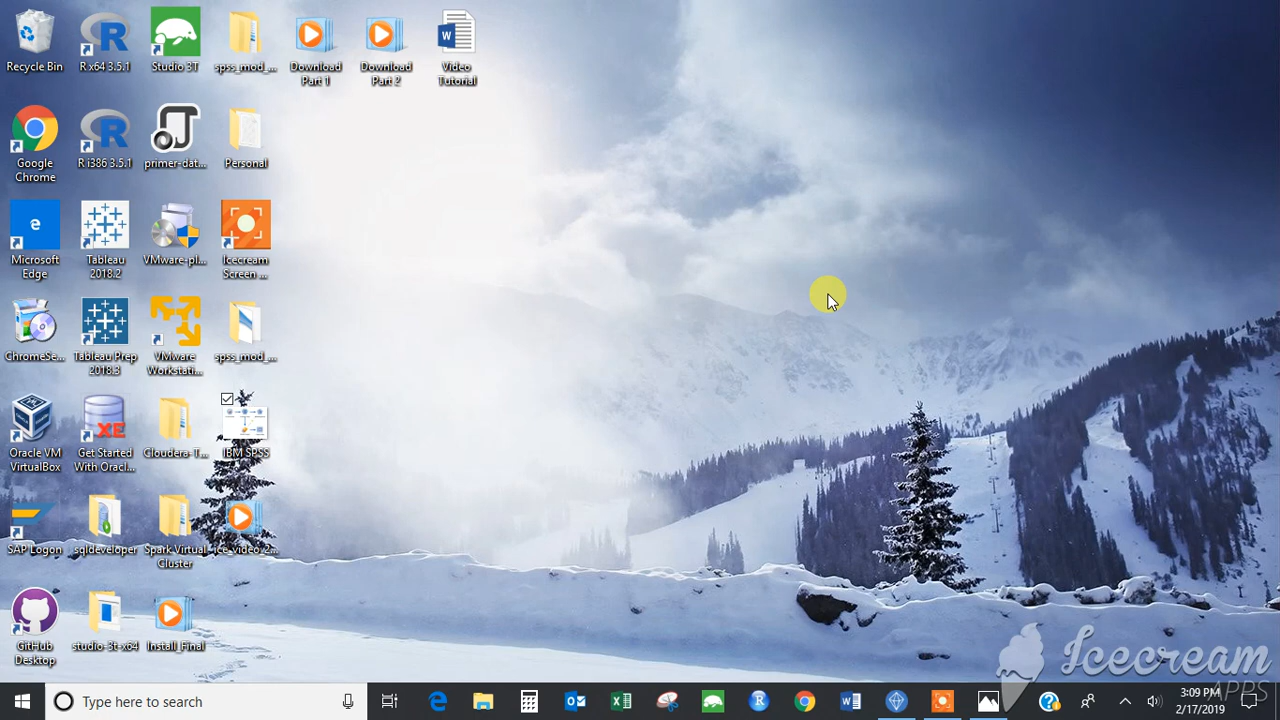 Recycle Bin
R x64 3.5.1
Studio 3T
spss_mod_...
Download
Part 1
Download
Part 2
Video
Tutorial
Google
Chrome
R i386 3.5.1
primer-dat...
Personal
Microsoft
Edge
Tableau
2018.2
VMware-pl...
Icecream
Screen ...
ChromeSe...
Tableau Prep
2018.3
VMware
Workstati...
spss_mod_...
Oracle VM
VirtualBox
Get Started
With Oracl...
Cloudera-T...
IBM SPSS
SAP Logon
sqldeveloper
Spark Virtual
Cluster
ice_video_2...
GitHub
Desktop
studio-3t-x64
Install_Final
Icecream
APPS
Type here to search
3:09 PM
2/17/2019